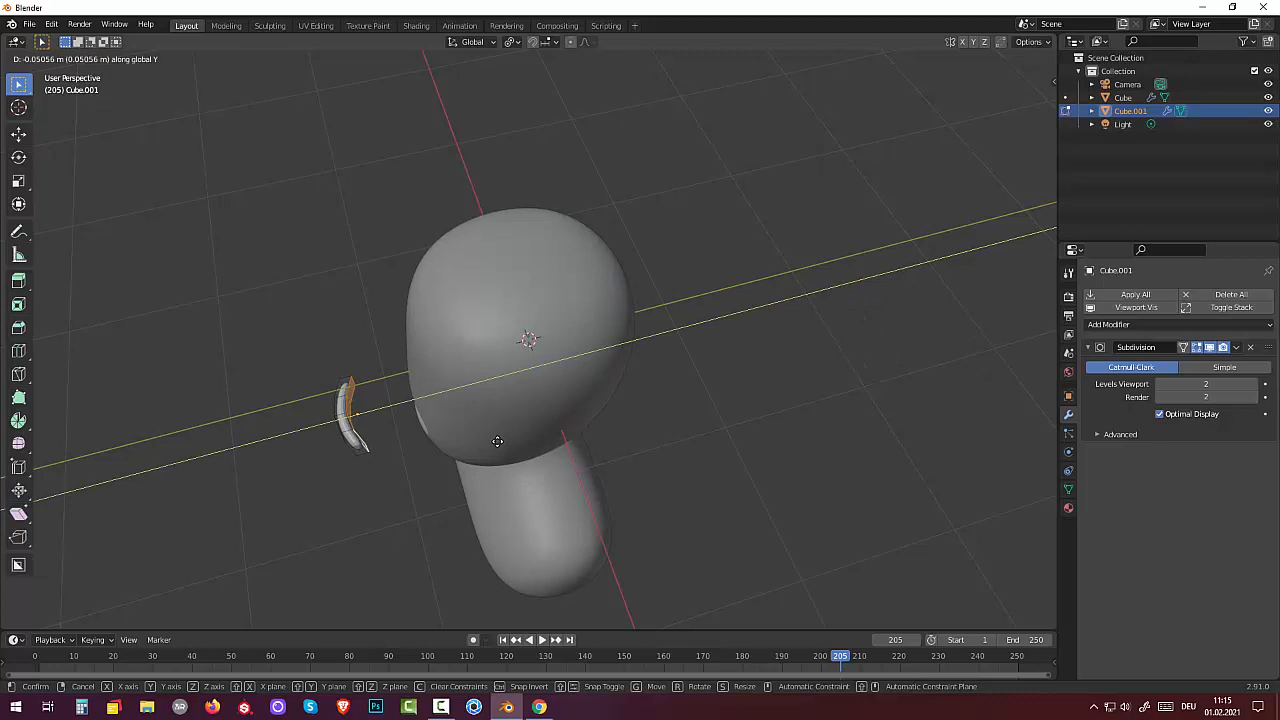 Blender
File Edit Render Window Help Layout Modeling Sculpting UV Editing Texture Paint Shading Animation Rendering Compositing Scripting + Scene View Layer
Global X Y Z Options
D: -0.05056 m (0.05056 m) along global Y
User Perspective
(205) Cube.001
Scene Collection
Collection
Camera
Cube
Cube.001
Light
Cube.001
Apply All Delete All
Viewport Vis Toggle Stack
Add Modifier
Subdivision
Catmull-Clark Simple
Levels Viewport 2
Render 2
Optimal Display
Advanced
Playback Keying View Marker 205 Start 1 End 250
0 10 20 30 40 50 60 70 80 90 100 110 120 130 140 150 160 170 180 190 200 205 210 220 230 240 250
Confirm Cancel X X axis Y Y axis Z Z axis X X plane Y Y plane Z Z plane C Clear Constraints Snap Invert Snap Toggle G Move R Rotate S Resize Automatic Constraint Automatic Constraint Plane 2.91.0
DEU 11:15
01.02.2021